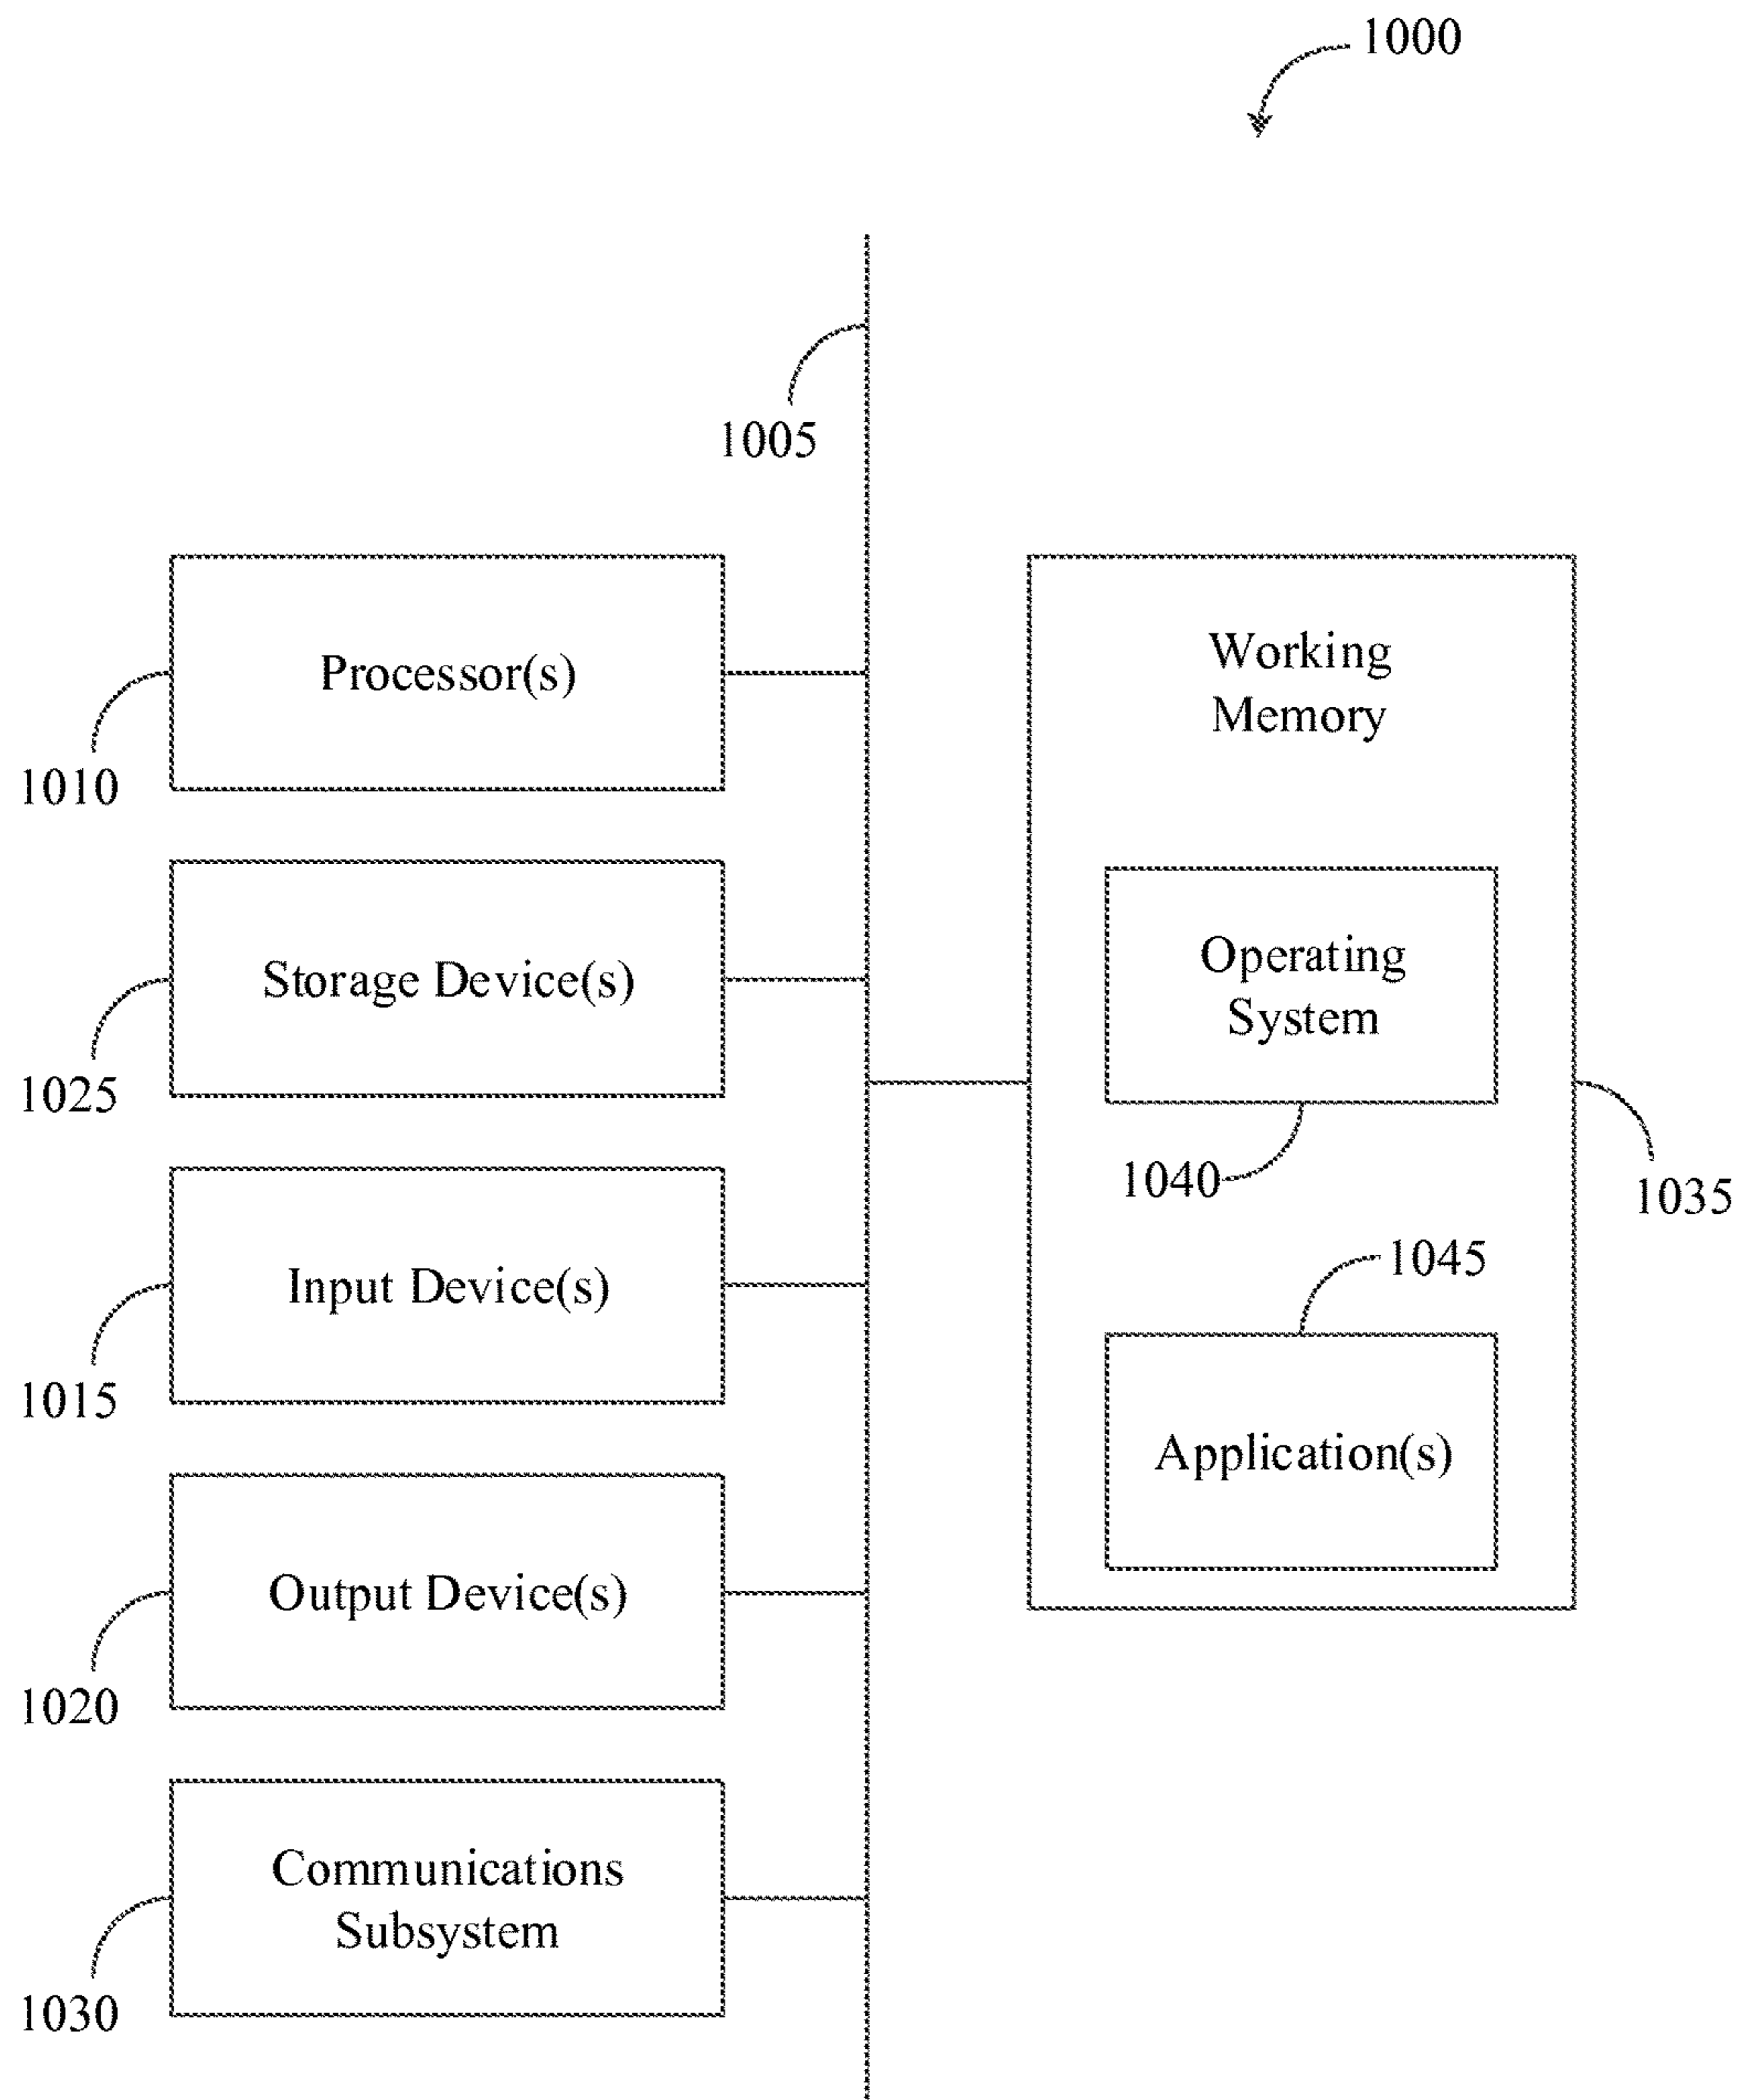 1000
1005
Processor(s)
1010
Storage Device(s)
1025
Input Device(s)
1015
Output Device(s)
1020
Communications
Subsystem
1030
Working
Memory
Operating
System
1040
1035
1045
Application(s)